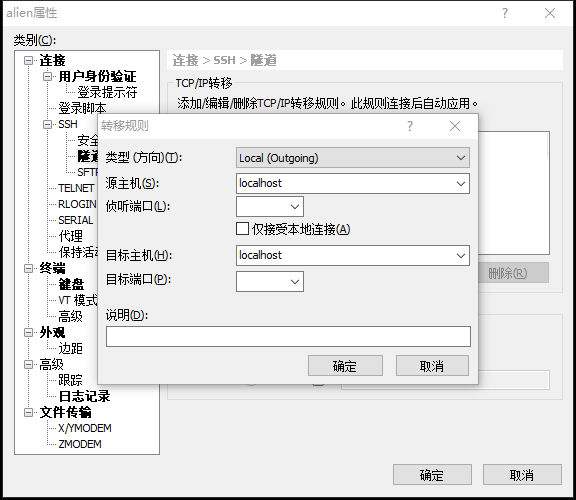 alien属性
类别(C):
连接
用户身份验证
登录提示符
登录脚本
SSH
安全
隧道
SFTP
TELNET
RLOGIN
SERIAL
代理
保持活动
终端
键盘
VT 模式
高级
外观
边距
高级
跟踪
日志记录
文件传输
X/YMODEM
ZMODEM
连接 > SSH > 隧道
TCP/IP转移
添加/编辑/删除TCP/IP转移规则。此规则连接后自动应用。
删除(R)
转移规则
类型 (方向)(T):
Local (Outgoing)
源主机(S):
localhost
侦听端口(L):
仅接受本地连接(A)
目标主机(H):
localhost
目标端口(P):
说明(D):
确定
取消
确定
取消